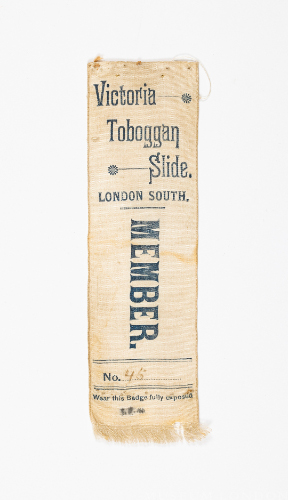 Victoria
Toboggan
Slide.
LONDON SOUTH.
MEMBER.
No. 45
Wear this Badge fully exposed